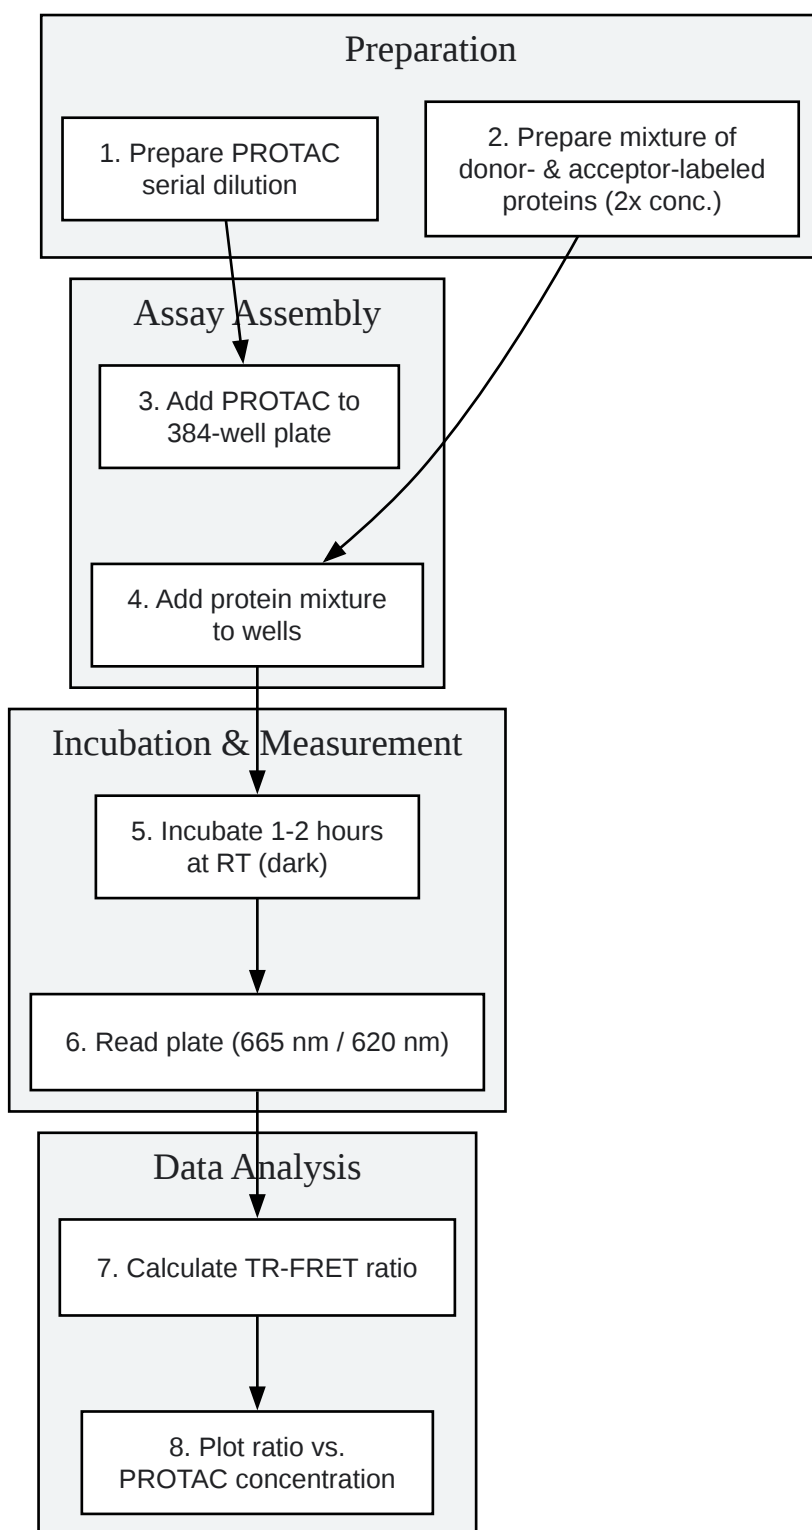 Preparation
1. Prepare PROTAC
serial dilution
2. Prepare mixture of
donor- & acceptor-labeled
proteins (2x conc.)
Assay Assembly
3. Add PROTAC to
384-well plate
4. Add protein mixture
to wells
Incubation & Measurement
5. Incubate 1-2 hours
at RT (dark)
6. Read plate (665 nm / 620 nm)
Data Analysis
7. Calculate TR-FRET ratio
8. Plot ratio vs.
PROTAC concentration